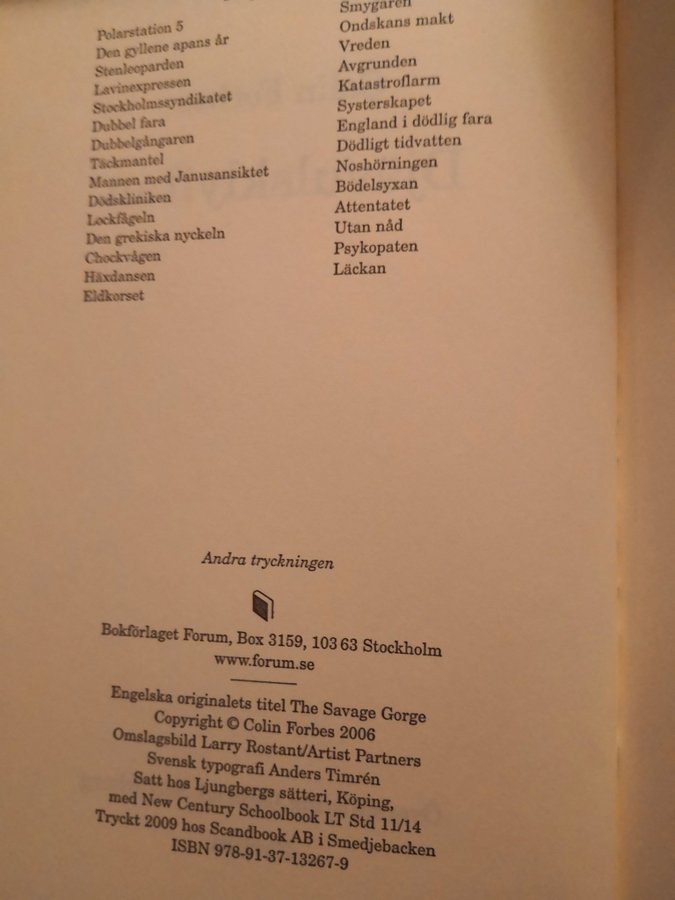 Polarstation 5
Den gyllene apans år
Stenleoparden
Lavinexpressen
Stockholmssyndikatet
Dubbel fara
Dubbelgångaren
Täckmantel
Mannen med Janusansiktet
Dödskliniken
Lockfågeln
Den grekiska nyckeln
Chockvågen
Häxdansen
Eldkorset
Smygaren
Ondskans makt
Vreden
Avgrunden
Katastroflarm
Systerskapet
England i dödlig fara
Dödligt tidvatten
Noshörningen
Bödelsyxan
Attentatet
Utan nåd
Psykopaten
Läckan
Andra tryckningen
Bokförlaget Forum, Box 3159, 103 63 Stockholm
www.forum.se
Engelska originalets titel The Savage Gorge
Copyright © Colin Forbes 2006
Omslagsbild Larry Rostant/Artist Partners
Svensk typografi Anders Timrén
Satt hos Ljungbergs sätteri, Köping,
med New Century Schoolbook LT Std 11/14
Tryckt 2009 hos Scandbook AB i Smedjebacken
ISBN 978-91-37-13267-9